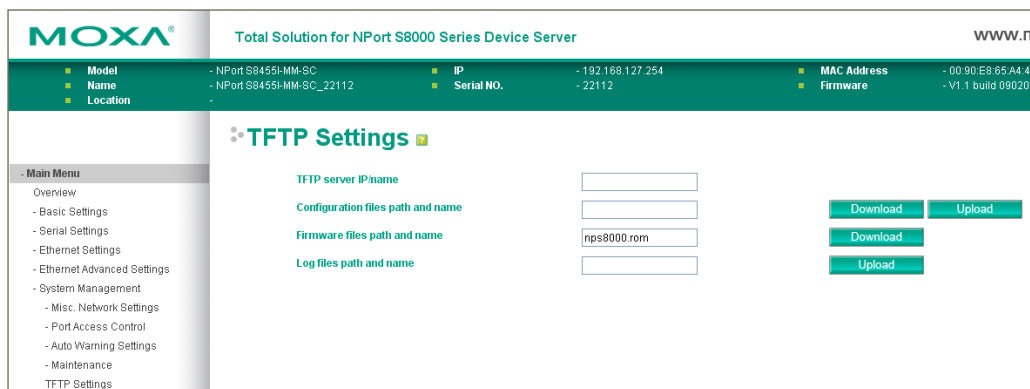 MOXA®
Total Solution for NPort S8000 Series Device Server
www.
Model - NPort S8455I-MM-SC IP - 192.168.127.254 MAC Address - 00:90:E8:65:A4:4
Name - NPort S8455I-MM-SC_22112 Serial NO. - 22112 Firmware - V1.1 build 09020
Location -
TFTP Settings ?
- Main Menu
Overview
- Basic Settings
- Serial Settings
- Ethernet Settings
- Ethernet Advanced Settings
- System Management
- Misc. Network Settings
- Port Access Control
- Auto Warning Settings
- Maintenance
TFTP Settings
TFTP server IP/name
Configuration files path and name Download Upload
Firmware files path and name nps8000.rom Download
Log files path and name Upload